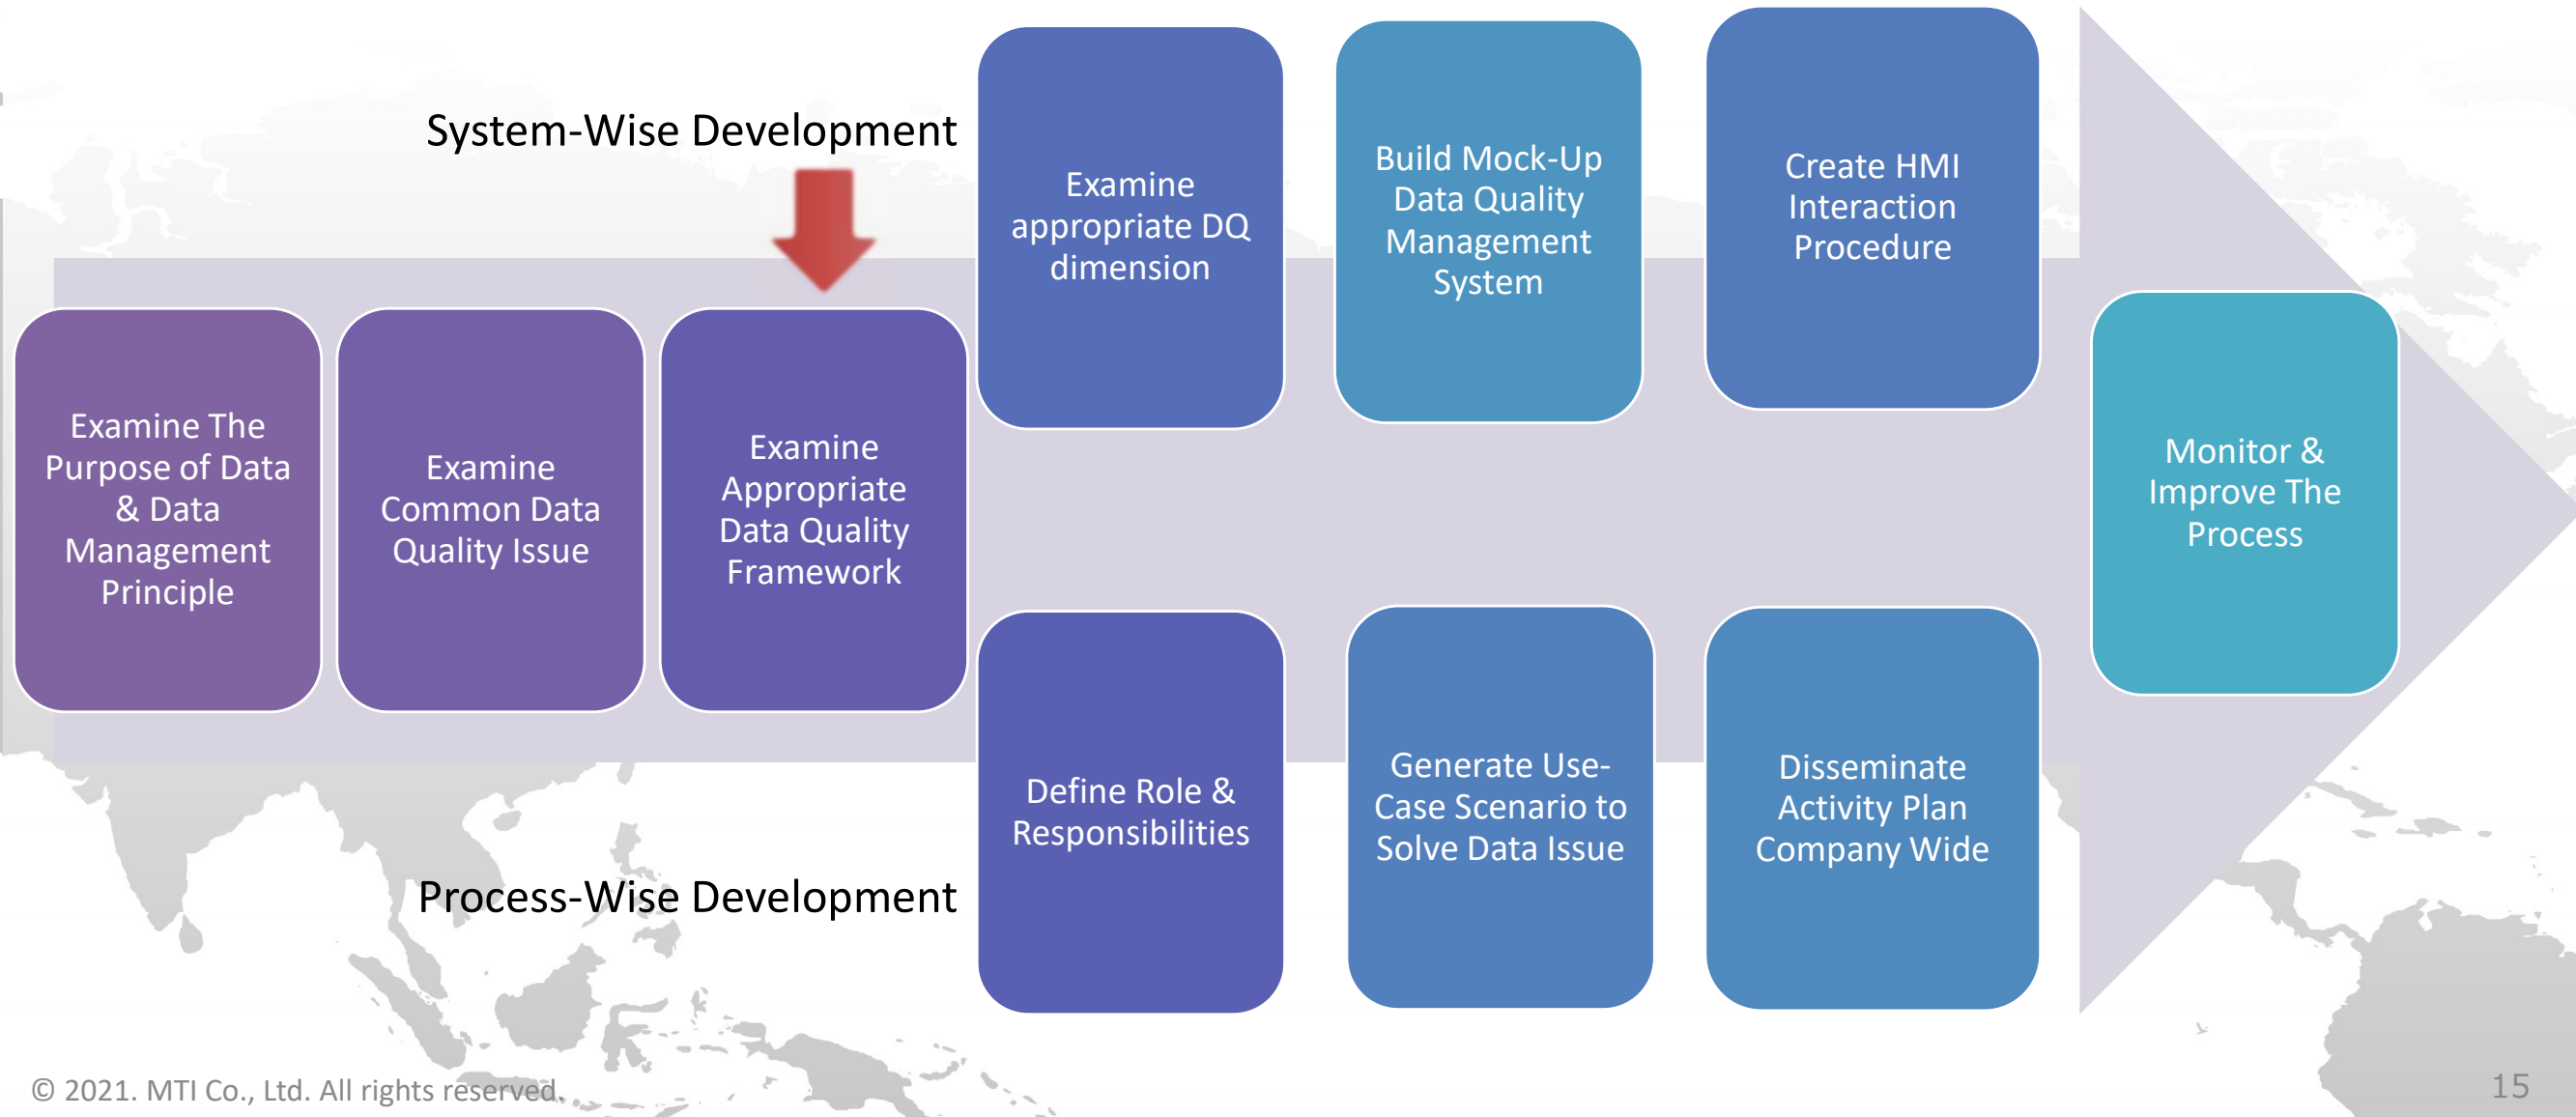 System-Wise Development
Examine The
Purpose of Data
& Data
Management
Principle
Examine
Common Data
Quality Issue
Examine
Appropriate
Data Quality
Framework
Examine
appropriate DQ
dimension
Build Mock-Up
Data Quality
Management
System
Create HMI
Interaction
Procedure
Process-Wise Development
Define Role &
Responsibilities
Generate Use-
Case Scenario to
Solve Data Issue
Disseminate
Activity Plan
Company Wide
Monitor &
Improve The
Process
© 2021. MTI Co., Ltd. All rights reserved.
15